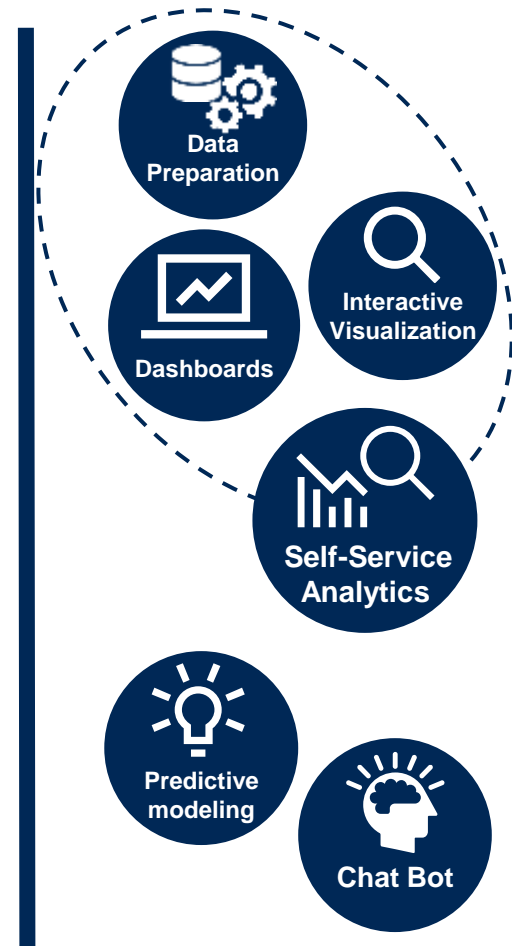 Data
Preparation
Interactive
Visualization
Dashboards
Self-Service
Analytics
Predictive
modeling
Chat Bot